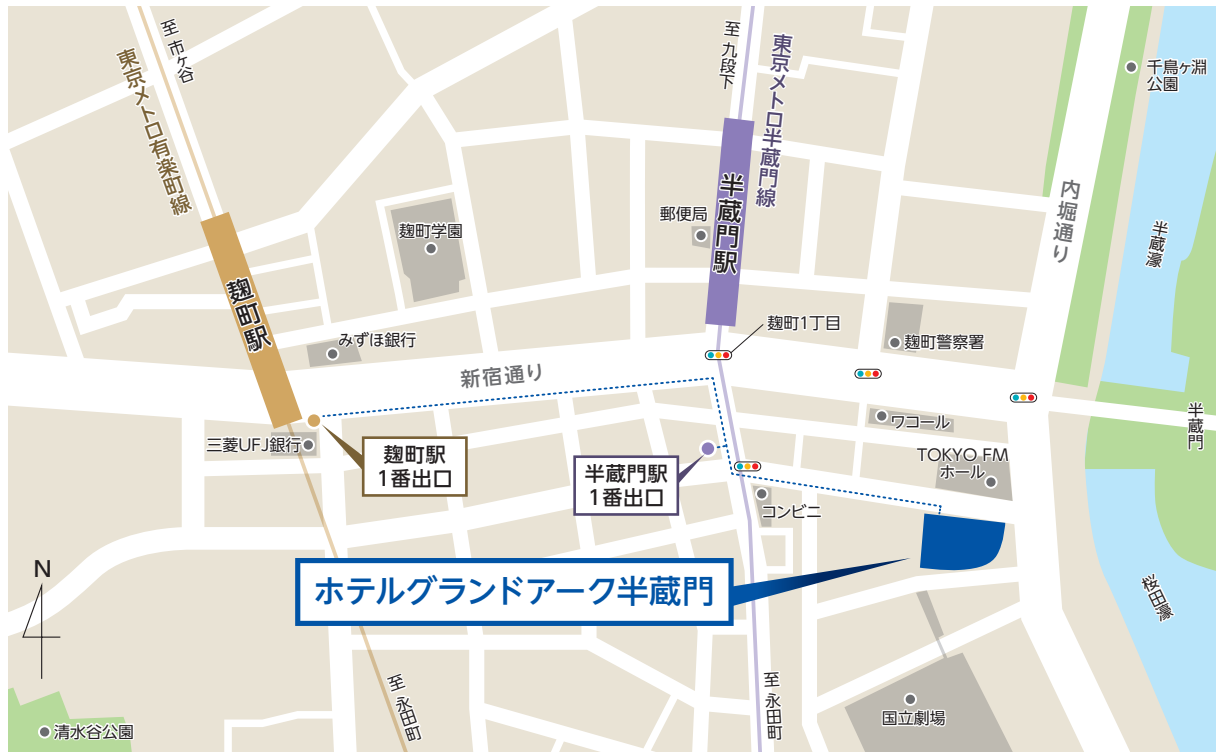 至 市ヶ谷
東京メトロ有楽町線
至 九段下
東京メトロ半蔵門線
千鳥ヶ淵
公園
内堀通り
半蔵濠
郵便局
半蔵門駅
麹町学園
麹町駅
みずほ銀行
麹町1丁目
麹町警察署
新宿通り
半蔵門
ワコール
三菱UFJ銀行
麹町駅
1番出口
半蔵門駅
1番出口
TOKYO FM
ホール
コンビニ
ホテルグランドアーク半蔵門
N
桜田濠
至 永田町
至 永田町
国立劇場
清水谷公園